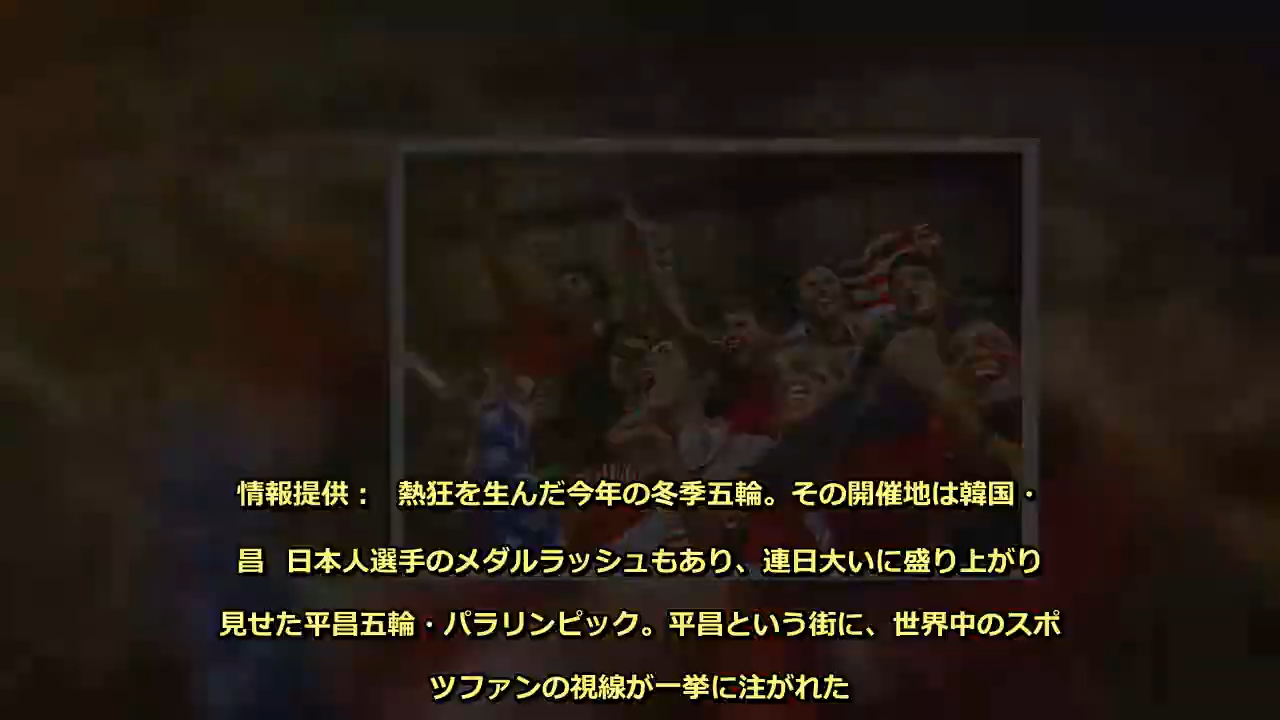 情報提供： 熱狂を生んだ今年の冬季五輪。その開催地は韓国・
昌 日本人選手のメダルラッシュもあり、連日大いに盛り上がり
見せた平昌五輪・パラリンピック。平昌という街に、世界中のスポ
ツファンの視線が一挙に注がれた